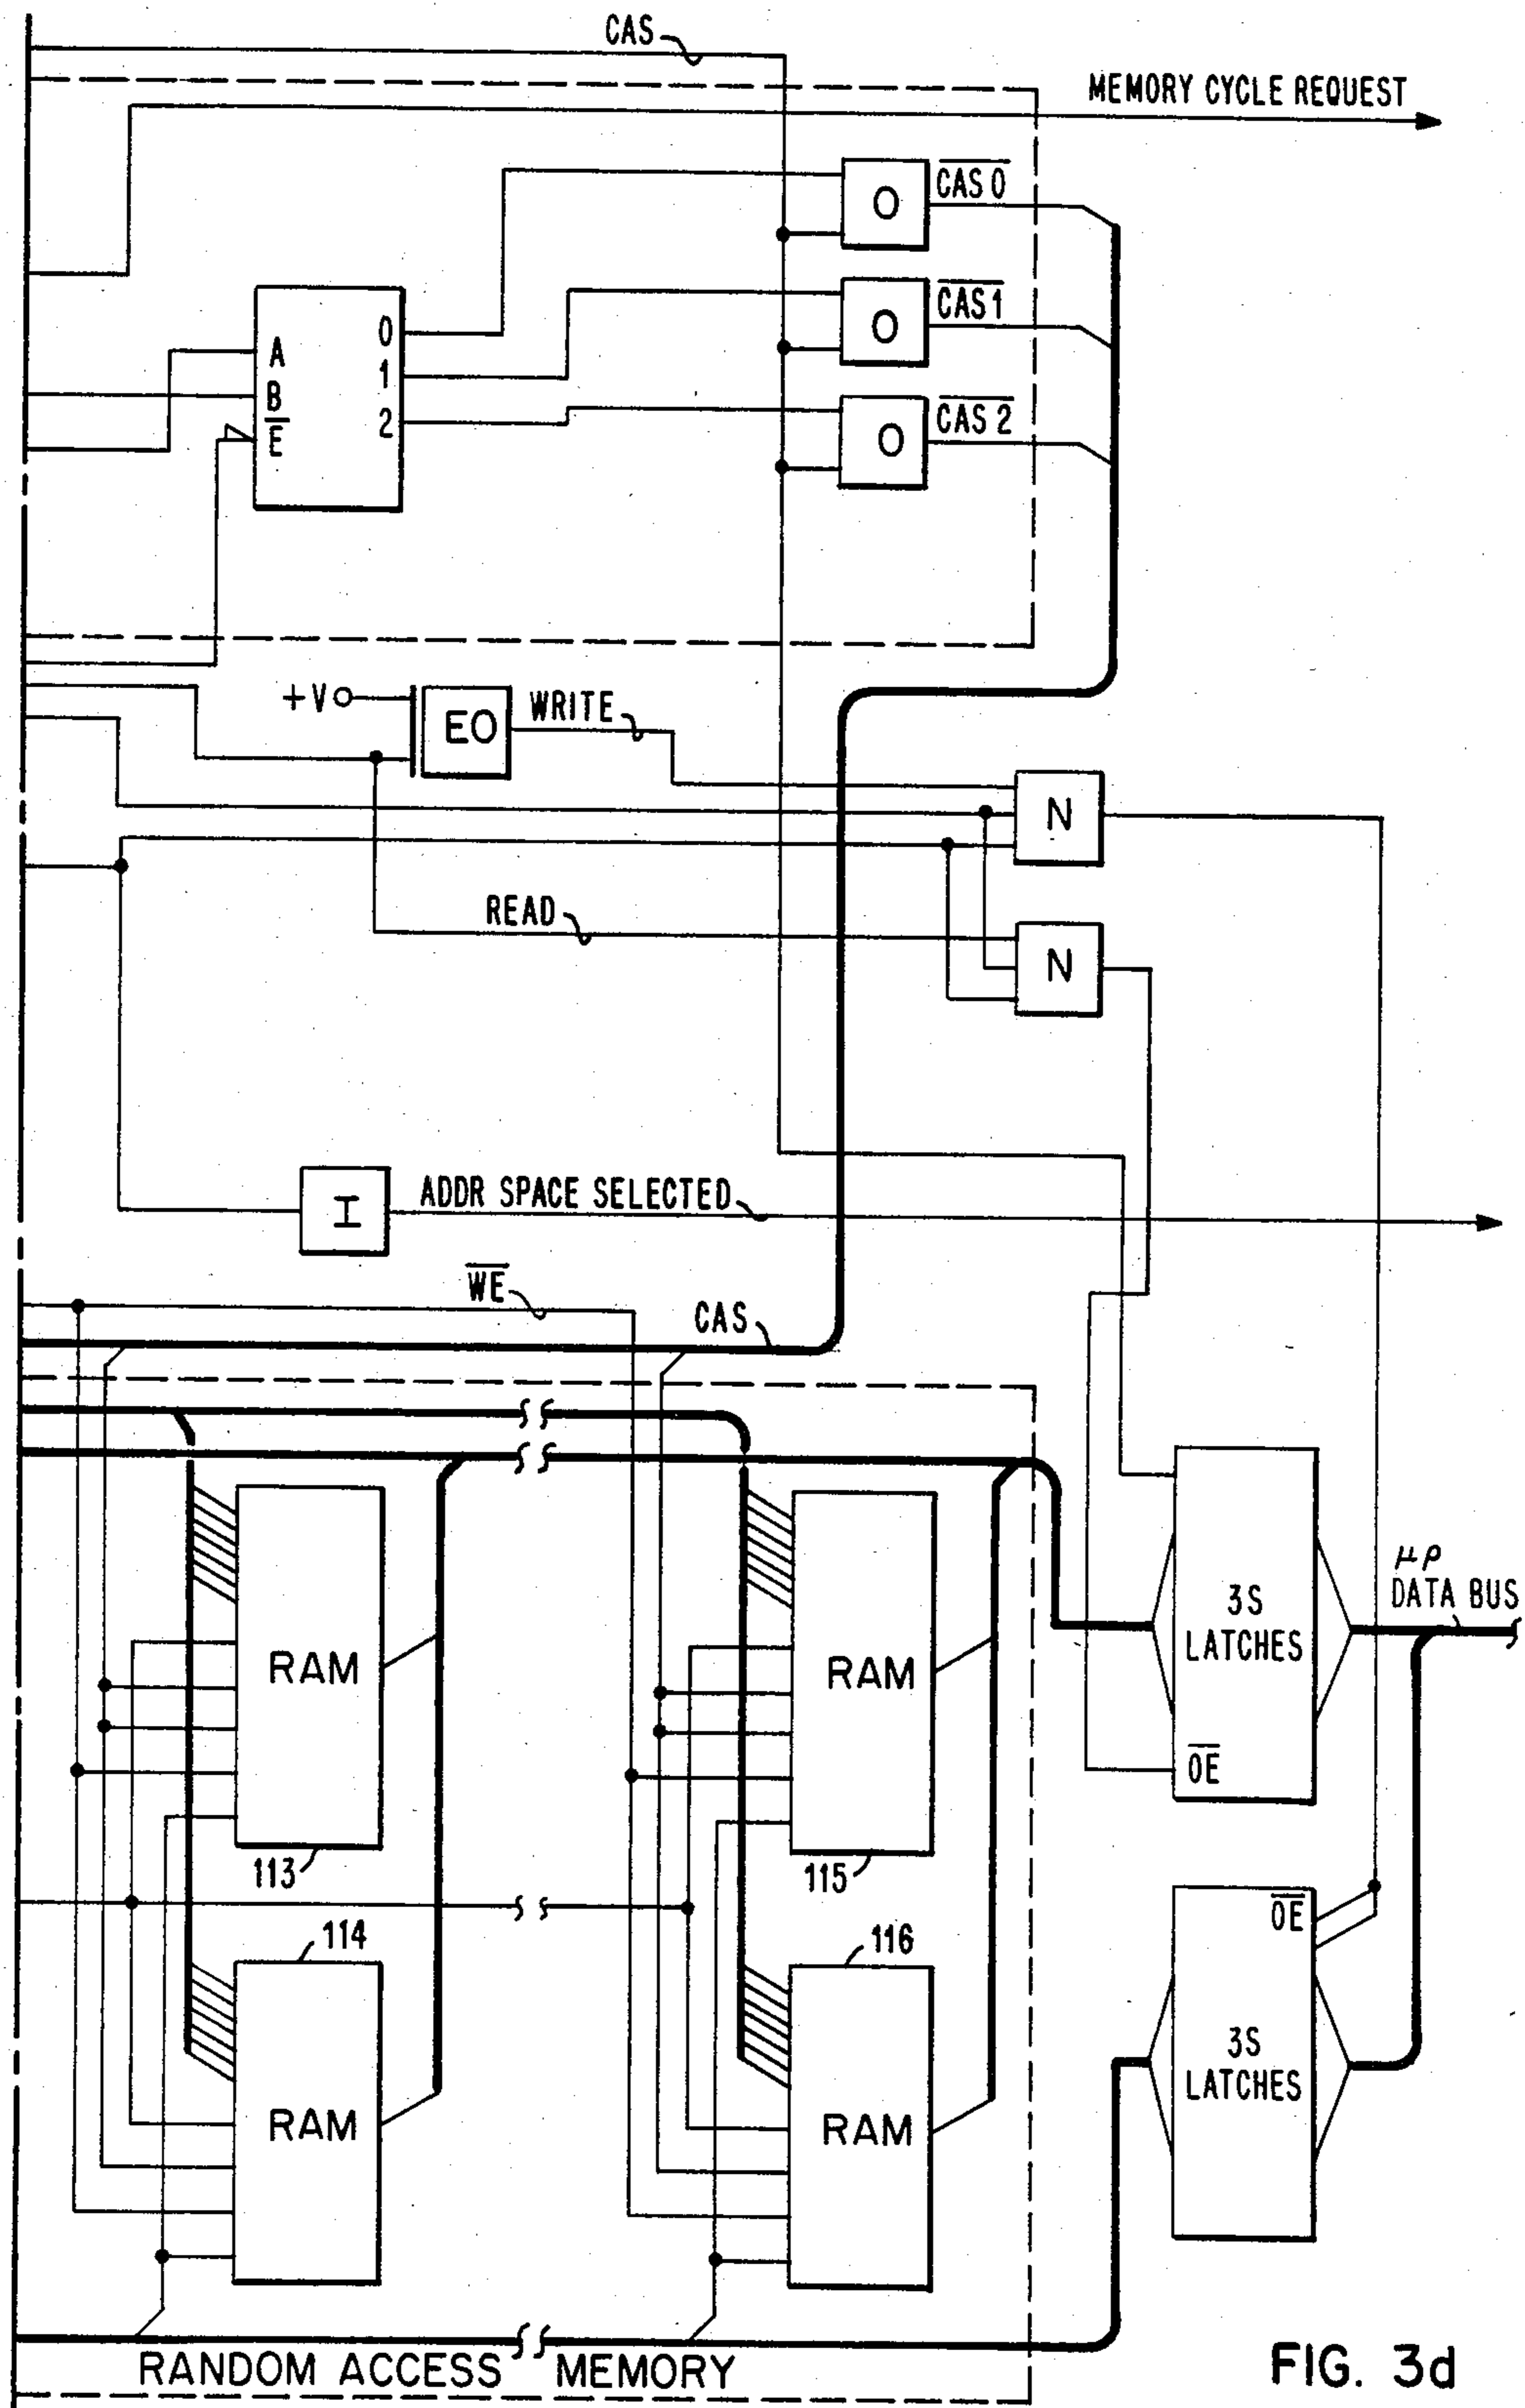 CAS
MEMORY CYCLE REQUEST
O
CAS 0
A
B
E
0
1
2
O
CAS 1
O
CAS 2
+V
EO
WRITE
N
READ
N
I
ADDR SPACE SELECTED
WE
CAS
RAM
113
RAM
115
3S
LATCHES
OE
μp
DATA BUS
114
RAM
116
RAM
OE
3S
LATCHES
RANDOM ACCESS MEMORY
FIG. 3d